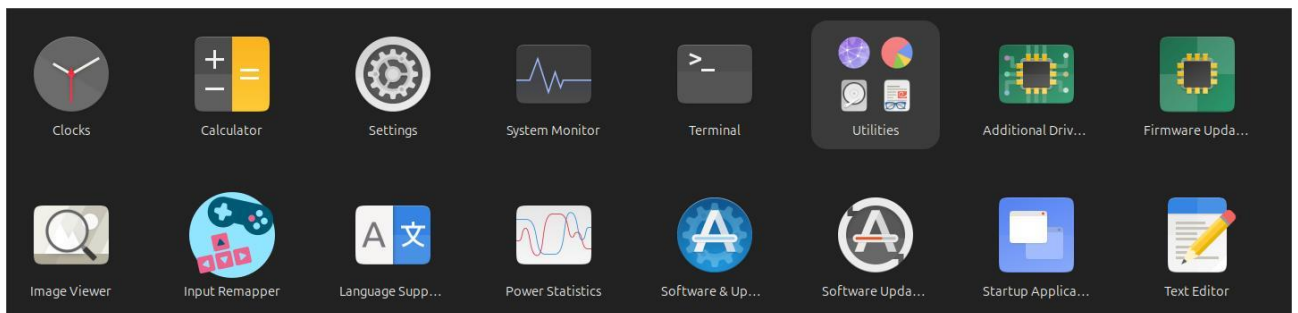 Clocks
Calculator
Settings
System Monitor
>_
Terminal
Utilities
Additional Driv...
Firmware Upda...
Image Viewer
Input Remapper
A 文
Language Supp...
Power Statistics
A
Software & Up...
A
Software Upda...
Startup Applica...
Text Editor